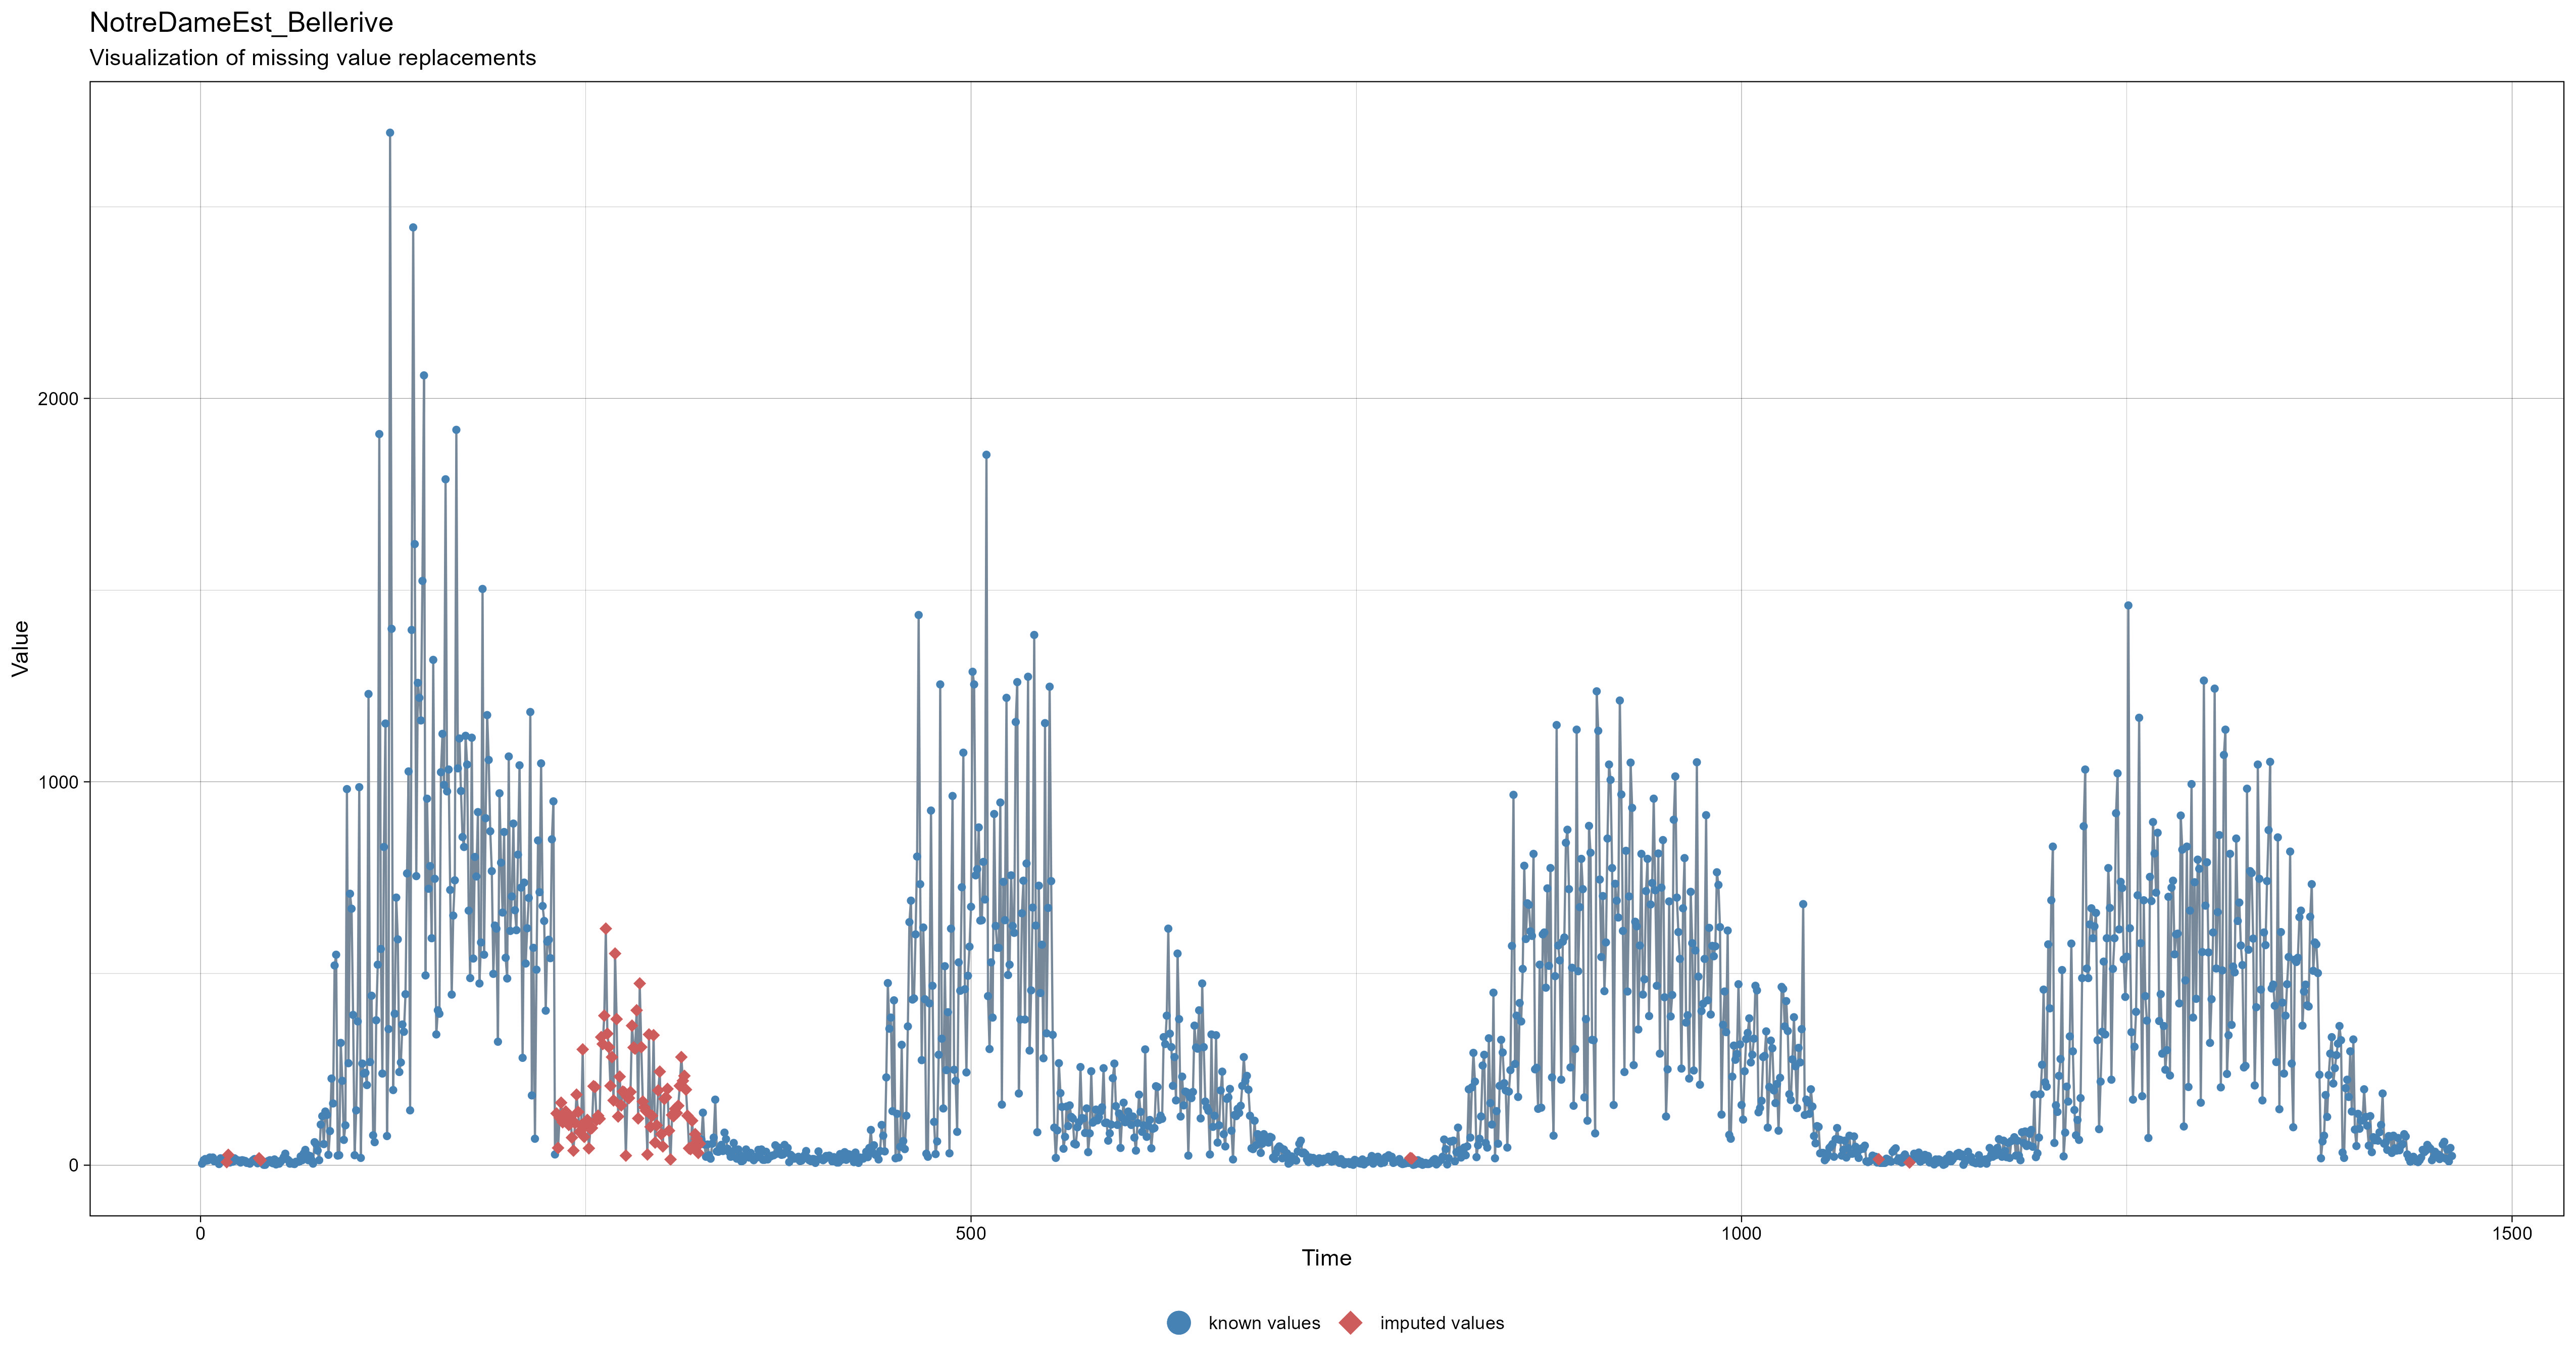 NotreDameEst_Bellerive
Visualization of missing value replacements
Value
2000
1000
0
0 500 1000 1500
Time
known values imputed values